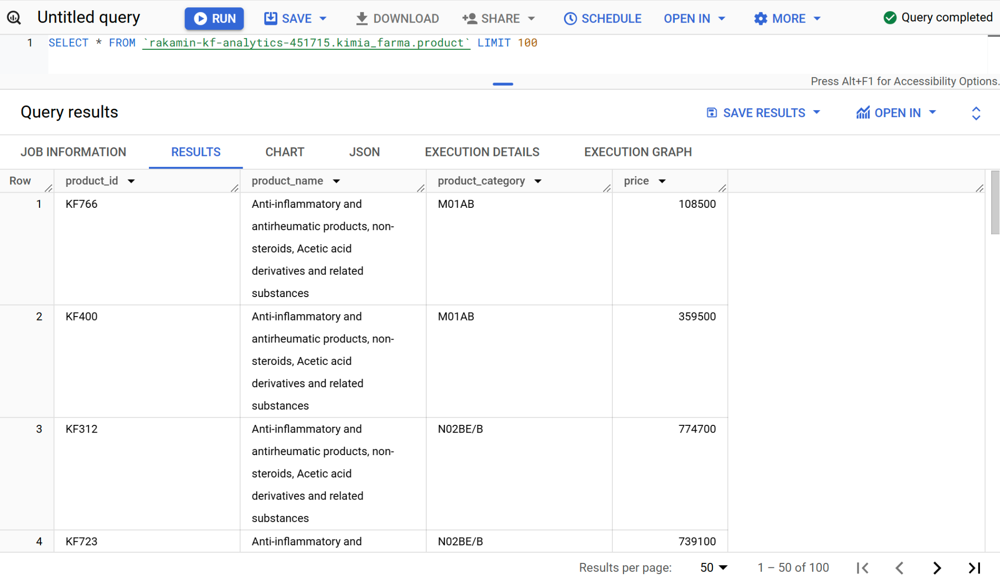 Untitled query RUN SAVE DOWNLOAD SHARE SCHEDULE OPEN IN MORE Query completed
1 SELECT * FROM `rakamin-kf-analytics-451715.kimia_farma.product` LIMIT 100
Press Alt+F1 for Accessibility Options.
Query results SAVE RESULTS OPEN IN
JOB INFORMATION RESULTS CHART JSON EXECUTION DETAILS EXECUTION GRAPH
Row product_id product_name product_category price
1 KF766 Anti-inflammatory and M01AB 108500
antirheumatic products, non-
steroids, Acetic acid
derivatives and related
substances
2 KF400 Anti-inflammatory and M01AB 359500
antirheumatic products, non-
steroids, Acetic acid
derivatives and related
substances
3 KF312 Anti-inflammatory and N02BE/B 774700
antirheumatic products, non-
steroids, Acetic acid
derivatives and related
substances
4 KF723 Anti-inflammatory and N02BE/B 739100
Results per page: 50 1 – 50 of 100